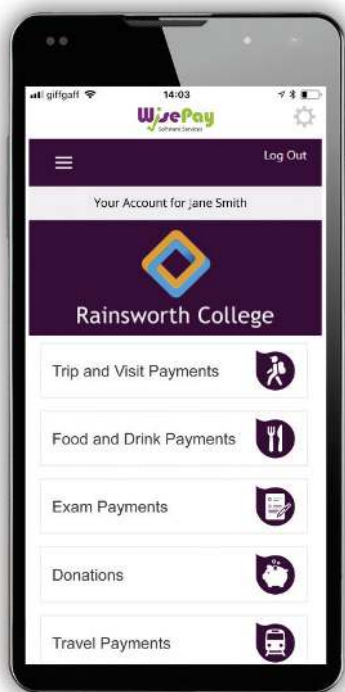 giffgaff 14:03
WisePay
Software Services
Log Out
Your Account for Jane Smith
Rainsworth College
Trip and Visit Payments
Food and Drink Payments
Exam Payments
Donations
Travel Payments